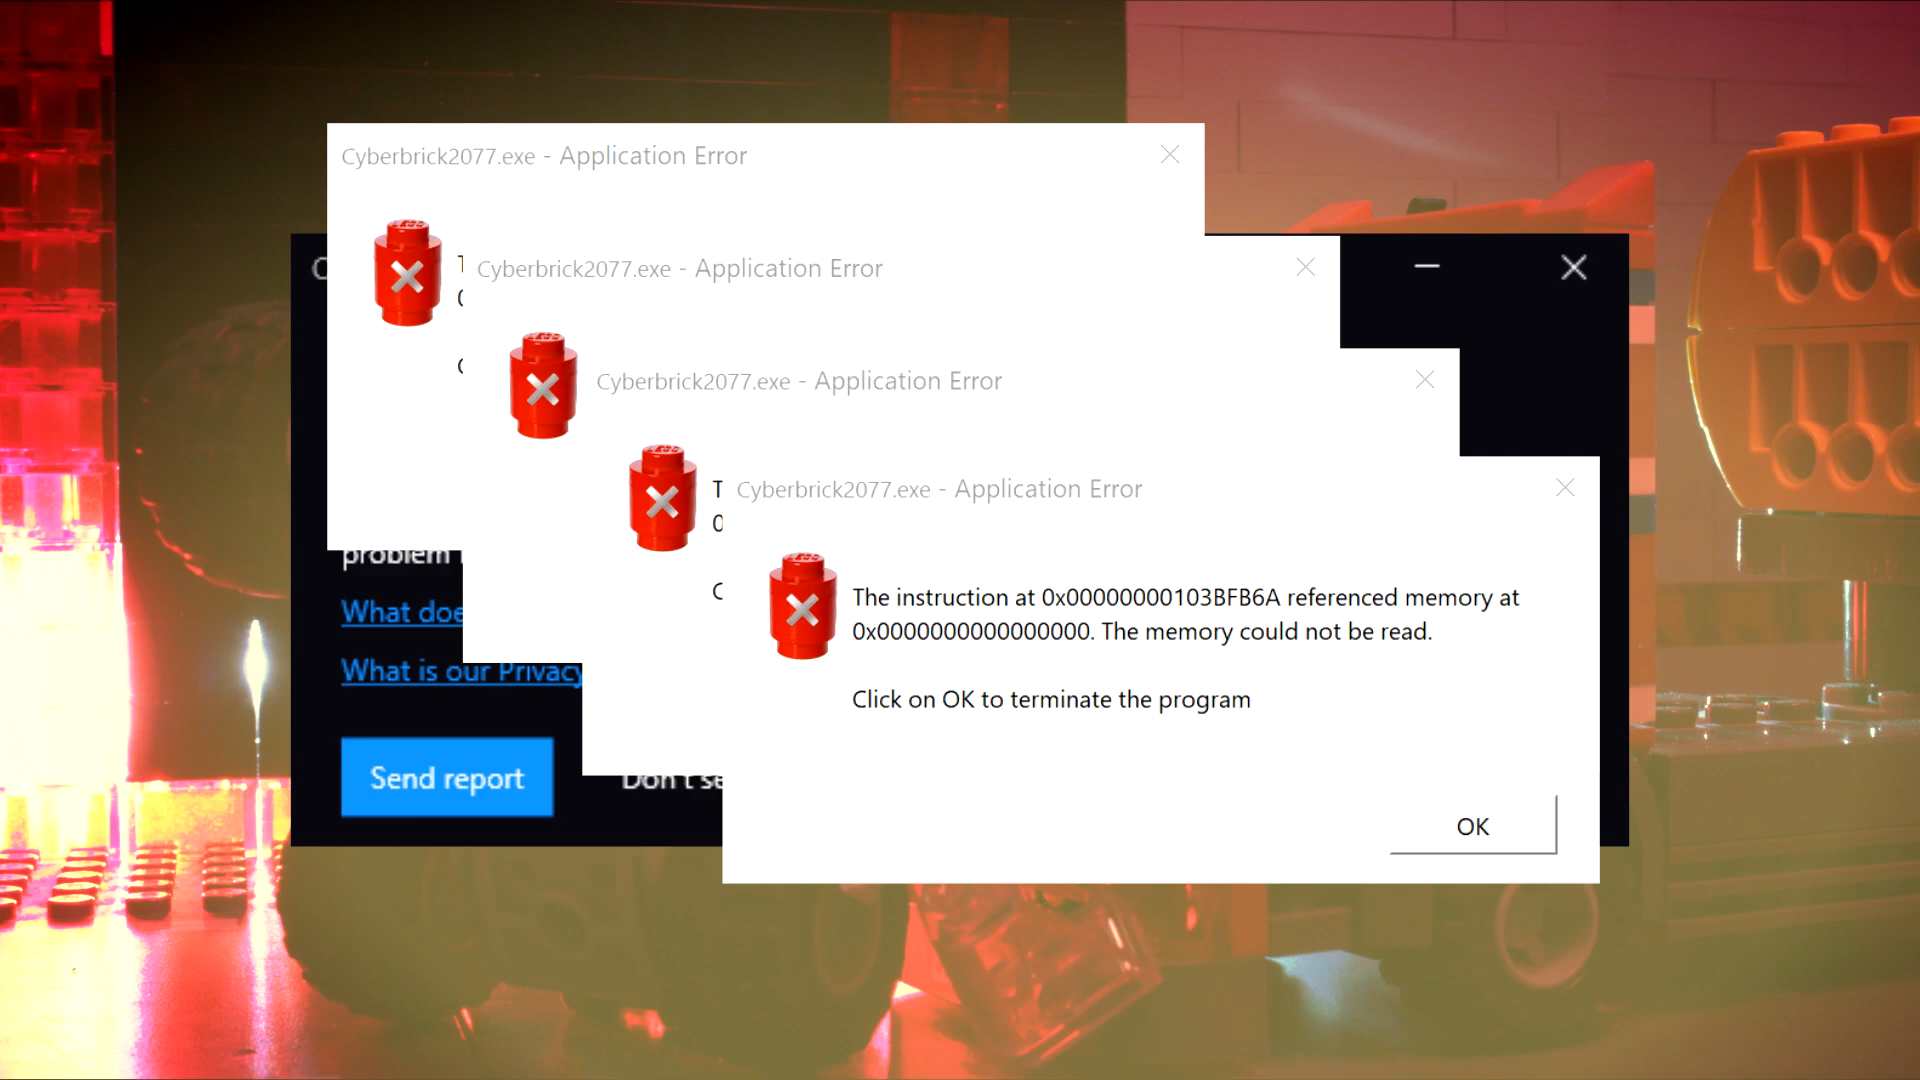 Cyberbrick2077.exe - Application Error
Cyberbrick2077.exe - Application Error
Cyberbrick2077.exe - Application Error
Cyberbrick2077.exe - Application Error
The instruction at 0x00000000103BFB6A referenced memory at
0x0000000000000000. The memory could not be read.
Click on OK to terminate the program
OK
problem
What doe
What is our Privacy
Send report
Don't se